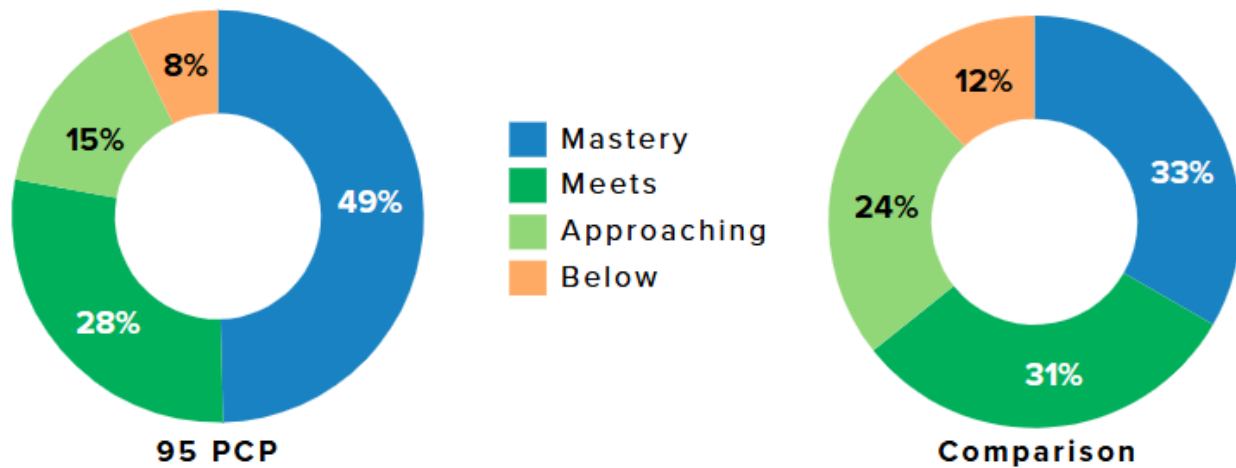 8%
15%
49%
28%
95 PCP
Mastery
Meets
Approaching
Below
12%
33%
24%
31%
Comparison